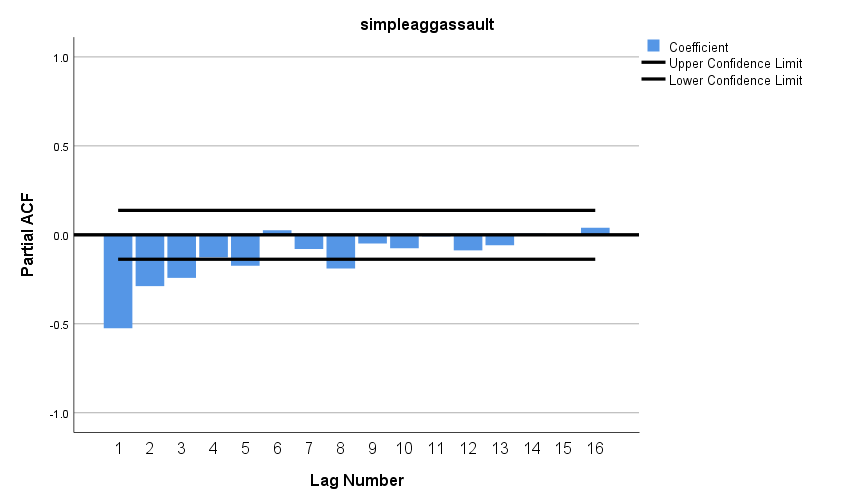 simpleaggassault
Coefficient
Upper Confidence Limit
Lower Confidence Limit
Partial ACF
1.0
0.5
0.0
-0.5
-1.0
1 2 3 4 5 6 7 8 9 10 11 12 13 14 15 16
Lag Number